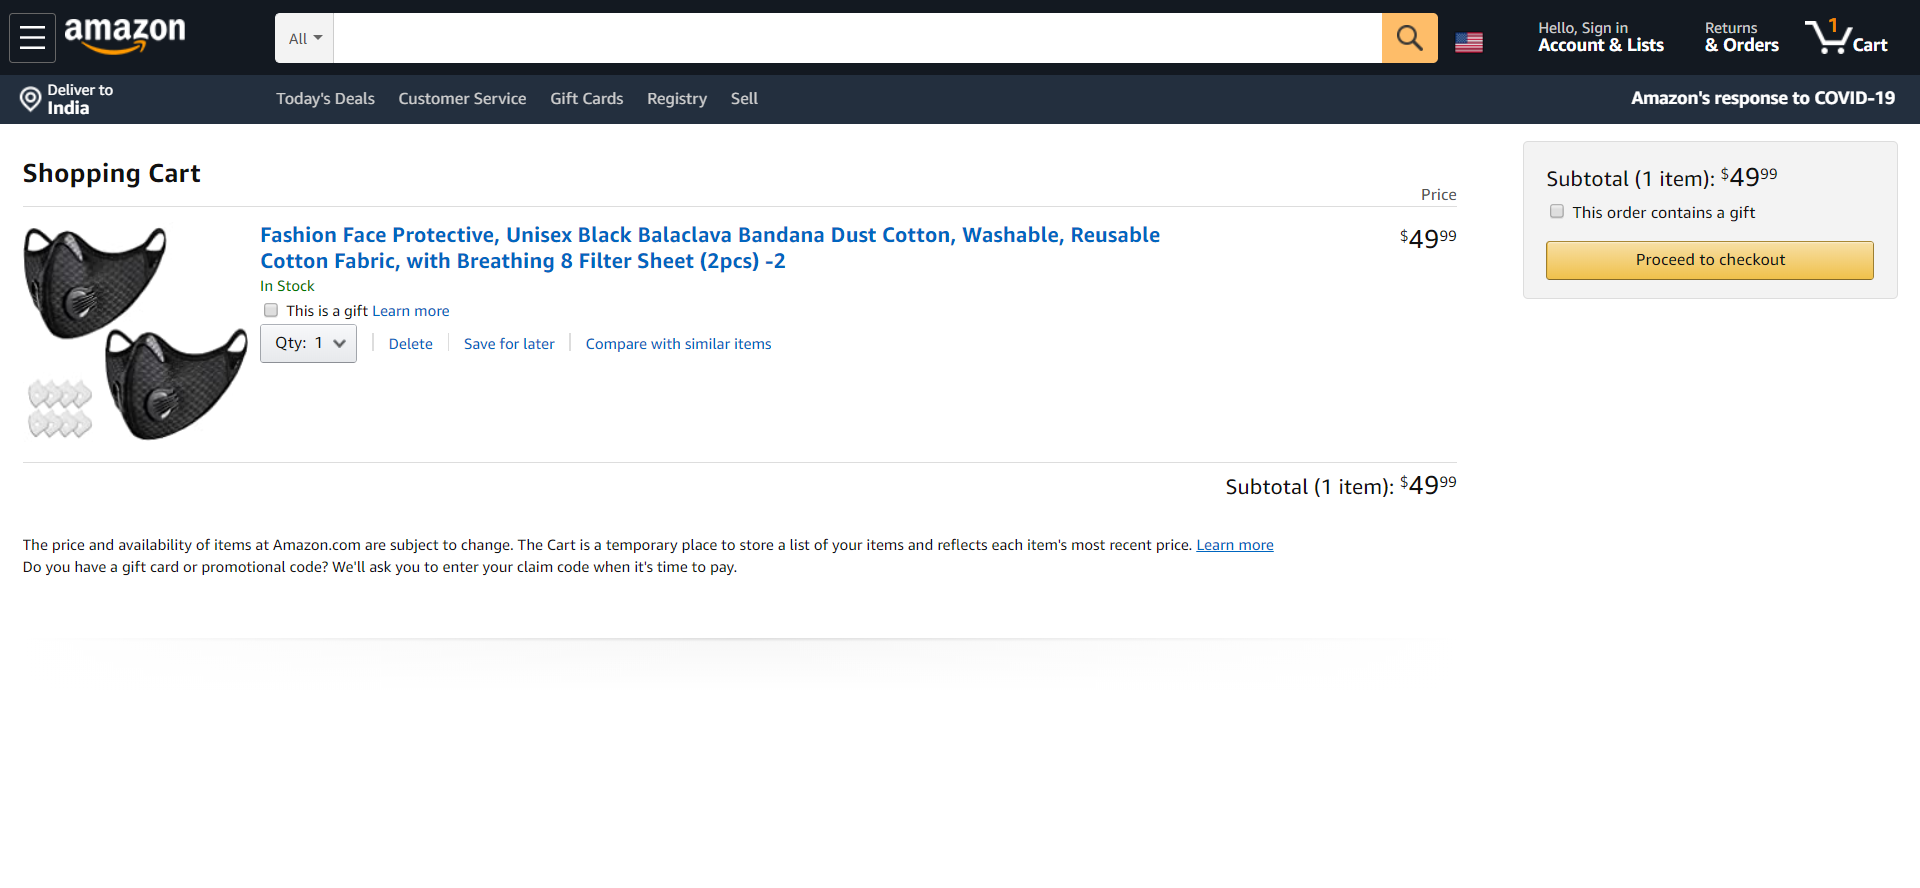 amazon
All
Hello, Sign in
Account & Lists
Returns
& Orders
1
Cart
Deliver to
India
Today's Deals
Customer Service
Gift Cards
Registry
Sell
Amazon's response to COVID-19
Shopping Cart
Price
Fashion Face Protective, Unisex Black Balaclava Bandana Dust Cotton, Washable, Reusable
Cotton Fabric, with Breathing 8 Filter Sheet (2pcs) -2
$49.99
In Stock
This is a gift Learn more
Qty: 1
Delete
Save for later
Compare with similar items
Subtotal (1 item): $49.99
The price and availability of items at Amazon.com are subject to change. The Cart is a temporary place to store a list of your items and reflects each item's most recent price. Learn more
Do you have a gift card or promotional code? We'll ask you to enter your claim code when it's time to pay.
Subtotal (1 item): $49.99
This order contains a gift
Proceed to checkout